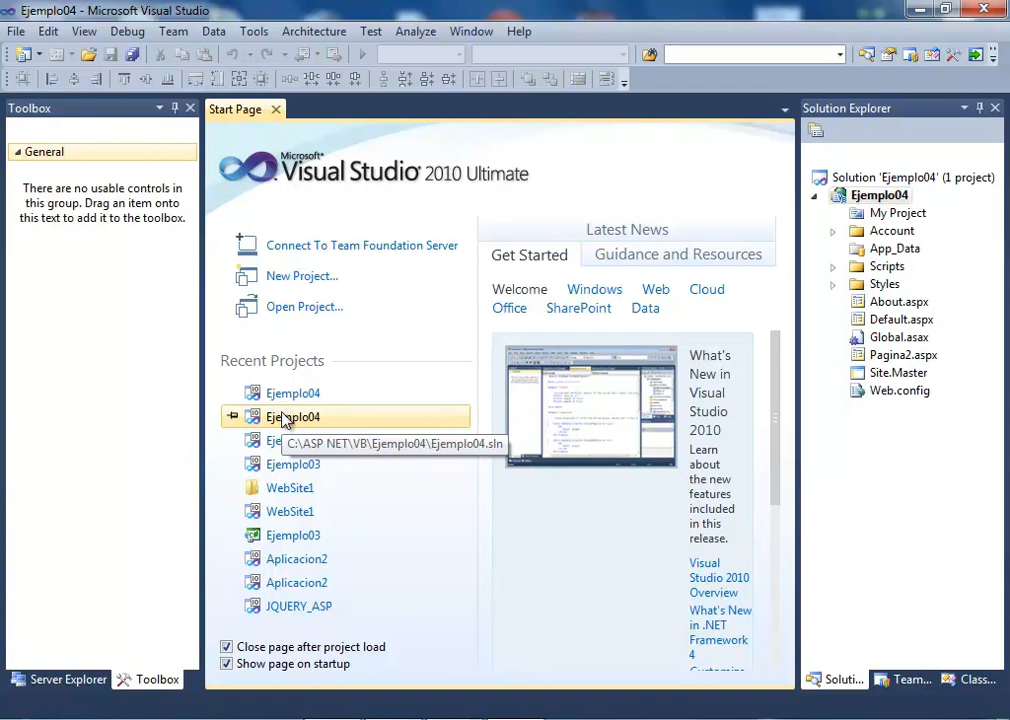 Ejemplo04 - Microsoft Visual Studio
File Edit View Debug Team Data Tools Architecture Test Analyze Window Help
Toolbox
General
There are no usable controls in
this group. Drag an item onto
this text to add it to the toolbox.
Server Explorer
Toolbox
Start Page
Microsoft
Visual Studio 2010 Ultimate
Connect To Team Foundation Server
New Project...
Open Project...
Recent Projects
Ejemplo04
Ejemplo04
C:\ASP NET\VB\Ejemplo04\Ejemplo04.sln
Ejemplo03
WebSite1
WebSite1
Ejemplo03
Aplicacion2
Aplicacion2
JQUERY_ASP
Close page after project load
Show page on startup
Latest News
Get Started
Guidance and Resources
Welcome Windows Web Cloud
Office SharePoint Data
What's
New in
Visual
Studio
2010
Learn
about the
new
features
included
in this
release.
Visual
Studio 2010
Overview
What's New
in .NET
Framework
4
Solution Explorer
Solution 'Ejemplo04' (1 project)
Ejemplo04
My Project
Account
App_Data
Scripts
Styles
About.aspx
Default.aspx
Global.asax
Pagina2.aspx
Site.Master
Web.config
Soluti...
Team...
Class...